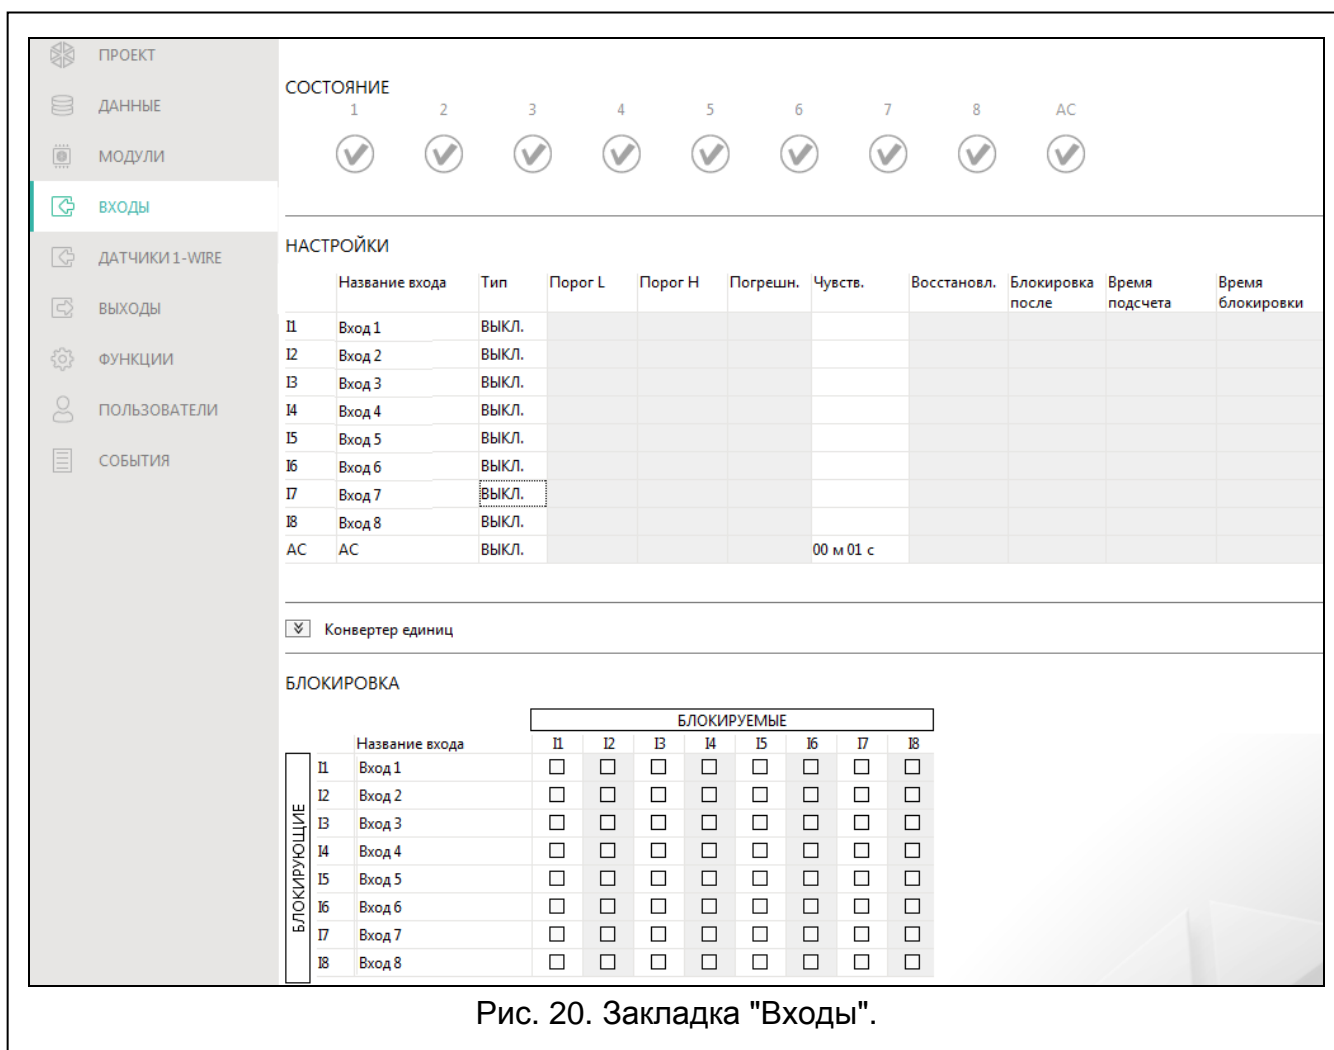 ПРОЕКТ
ДАННЫЕ
МОДУЛИ
ВХОДЫ
ДАТЧИКИ 1-WIRE
ВЫХОДЫ
ФУНКЦИИ
ПОЛЬЗОВАТЕЛИ
СОБЫТИЯ
СОСТОЯНИЕ
1 2 3 4 5 6 7 8 AC
НАСТРОЙКИ
Название входа Тип Порог L Порог H Погрешн. Чувств. Восстановл. Блокировка после Время подсчета Время блокировки
I1 Вход 1 ВЫКЛ.
I2 Вход 2 ВЫКЛ.
I3 Вход 3 ВЫКЛ.
I4 Вход 4 ВЫКЛ.
I5 Вход 5 ВЫКЛ.
I6 Вход 6 ВЫКЛ.
I7 Вход 7 ВЫКЛ.
I8 Вход 8 ВЫКЛ.
AC AC ВЫКЛ. 00 м 01 с
Конвертер единиц
БЛОКИРОВКА
БЛОКИРУЕМЫЕ
Название входа I1 I2 I3 I4 I5 I6 I7 I8
БЛОКИРУЮЩИЕ
I1 Вход 1
I2 Вход 2
I3 Вход 3
I4 Вход 4
I5 Вход 5
I6 Вход 6
I7 Вход 7
I8 Вход 8
Рис. 20. Закладка "Входы".